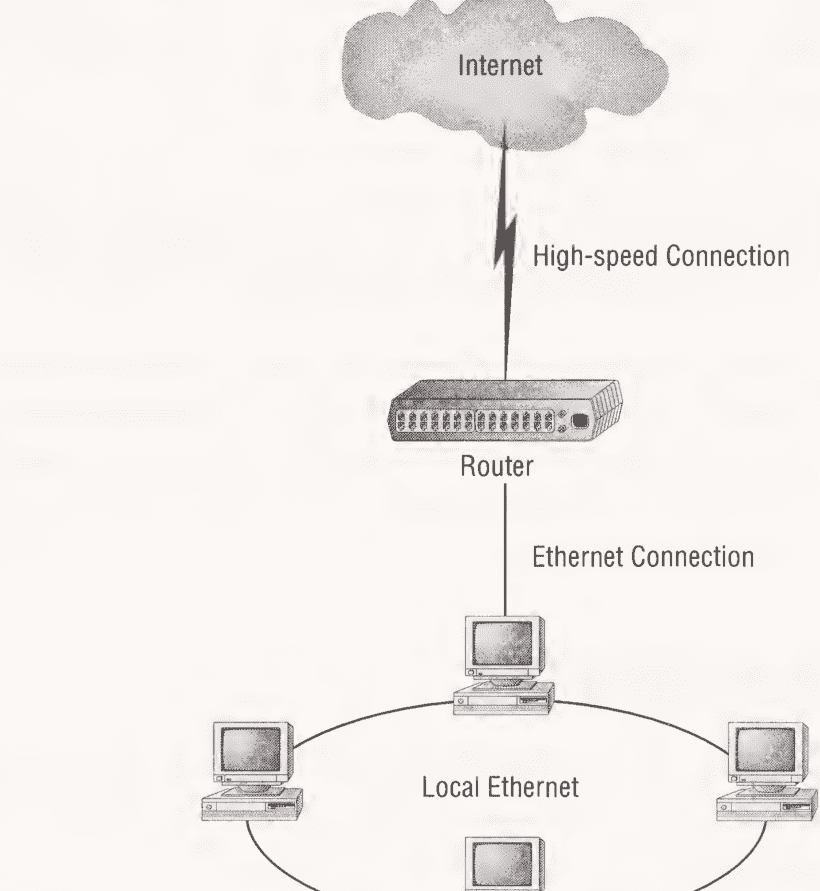 Internet
High-speed Connection
Router
Ethernet Connection
Local Ethernet